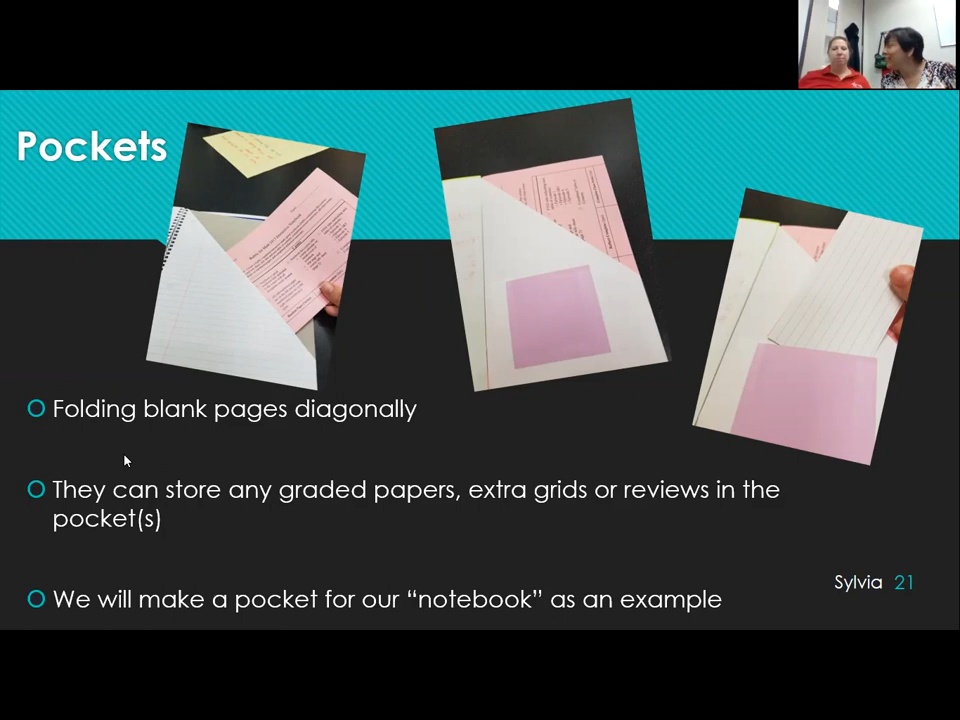 Pockets
O Folding blank pages diagonally
O They can store any graded papers, extra grids or reviews in the
pocket(s)
O We will make a pocket for our “notebook” as an example
Sylvia 21